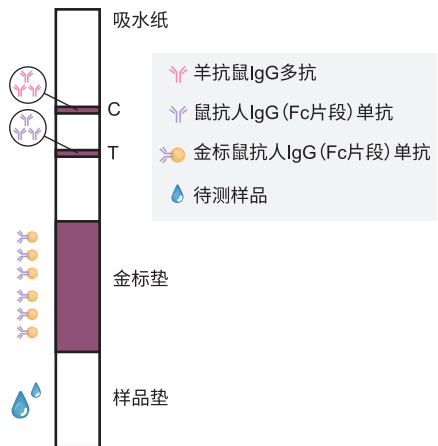 吸水纸
C
T
金标垫
样品垫
羊抗鼠IgG多抗
鼠抗人IgG(Fc片段)单抗
金标鼠抗人IgG(Fc片段)单抗
待测样品